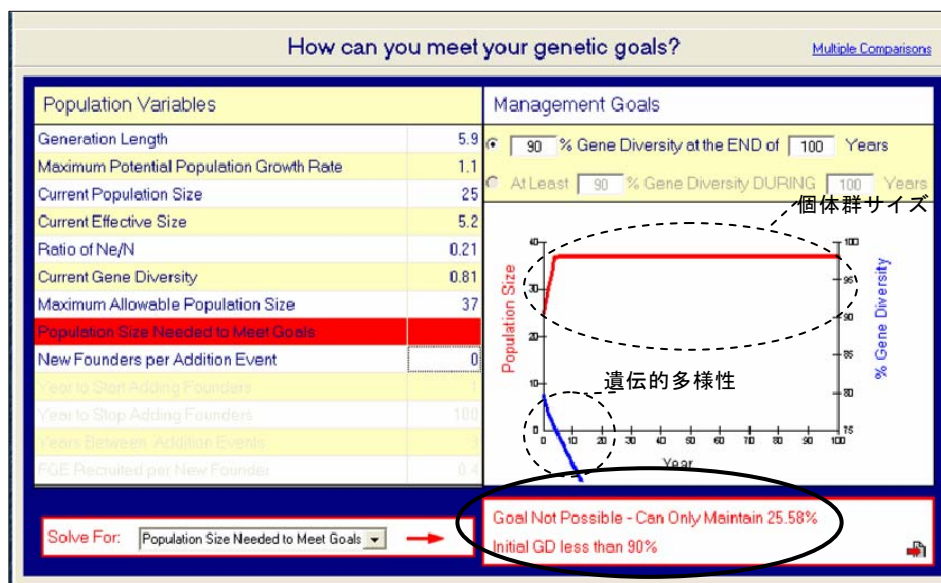 How can you meet your genetic goals?
Multiple Comparisons
Population Variables
Generation Length 5.9
Maximum Potential Population Growth Rate 1.1
Current Population Size 25
Current Effective Size 5.2
Ratio of Ne/N 0.21
Current Gene Diversity 0.81
Maximum Allowable Population Size 37
Population Size Needed to Meet Goals
New Founders per Addition Event 0
Year to Start Adding Founders 1
Year to Stop Adding Founders 100
Years Between Addition Events
FGE Recruited per New Founder 0.4
Management Goals
90 % Gene Diversity at the END of 100 Years
At Least 90 % Gene Diversity DURING 100 Years
個体群サイズ
40
30
20
10
0
Population Size
100
95
90
85
80
75
% Gene Diversity
遺伝的多様性
0 10 20 30 40 50 60 70 80 90 100
Year
Solve For: Population Size Needed to Meet Goals
Goal Not Possible - Can Only Maintain 25.58%
Initial GD less than 90%